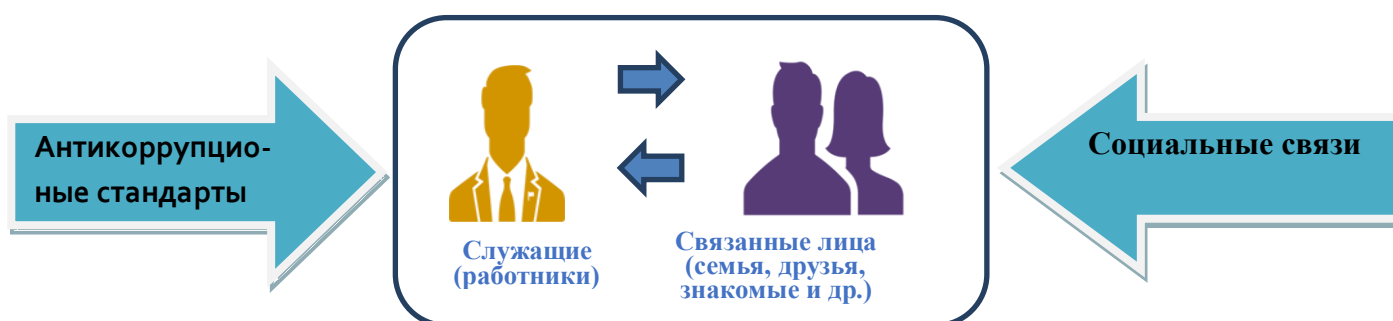 Антикоррупцио-
ные стандарты
Служащие
(работники)
Связанные лица
(семья, друзья,
знакомые и др.)
Социальные связи